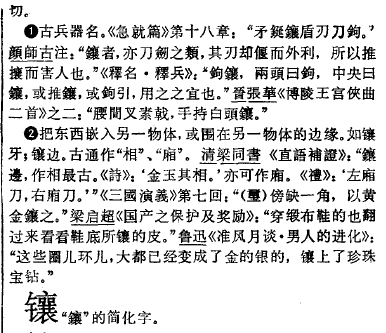 切。
❶古兵器名。《急就篇》第十八章：“矛鋋鑲盾刃刀鉤。”
顏師古注：“鑲者，亦刀劍之類，其刃却偃而外利，所以推
攘而害人也。”《釋名·釋兵》：“鉤鑲，兩頭曰鉤，中央曰
鑲，或推鑲，或鉤引，用之之宜也。”晉張華《博陵王宫俠曲
二首》之二：“腰間叉素戟，手持白頭鑲。”
❷把东西嵌入另一物体，或围在另一物体的边缘。如镶
牙；镶边。古通作“相”、“廂”。清梁同書《直語補證》：“鑲
邊，作相最古。《詩》：‘金玉其相。’亦可作廂。《禮》：‘左廂
刀，右廂刀。’”《三國演義》第七回：“（璽）傍缺一角，以黄
金鑲之。”梁启超《国产之保护及奖励》：“穿缎布鞋的也翻
过来看看鞋底所镶的皮。”鲁迅《准风月谈·男人的进化》：
“这些圈儿环儿，大都已经变成了金的银的，镶上了珍珠
宝钻。”
镶 “鑲”的简化字。